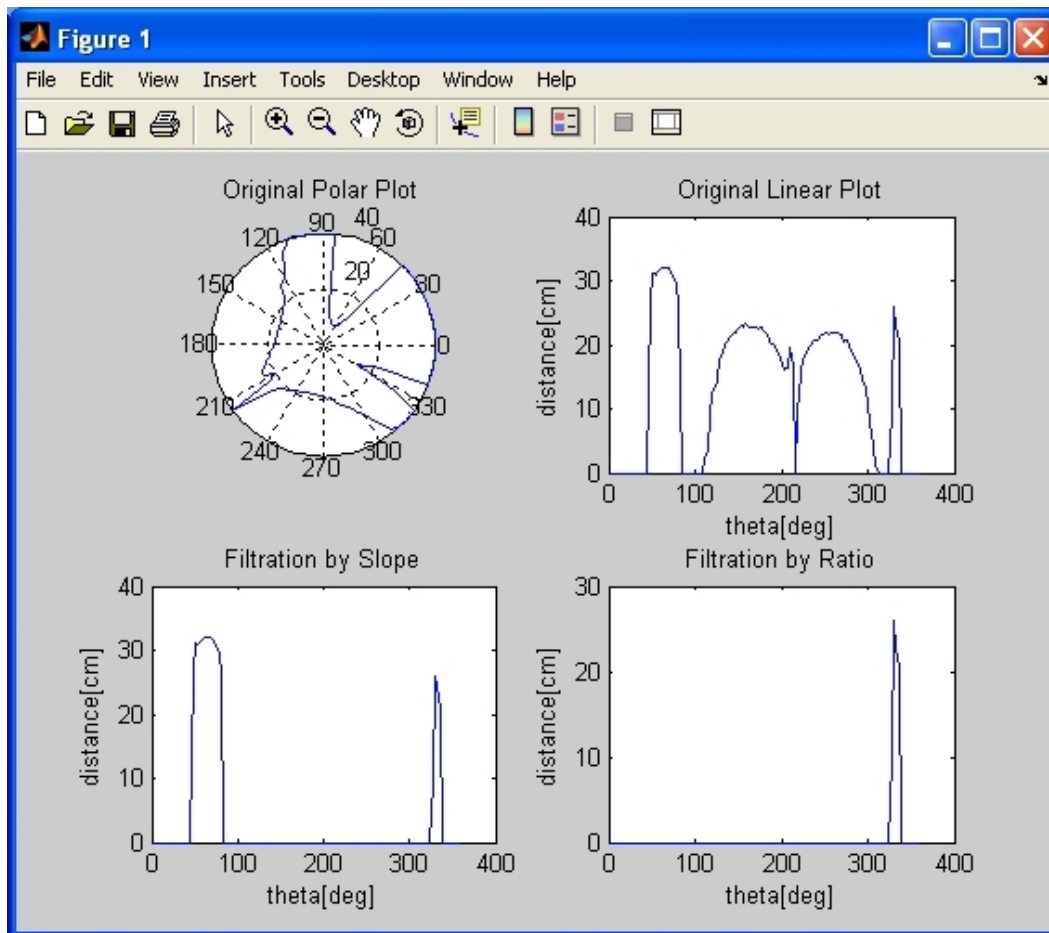 Figure 1
File Edit View Insert Tools Desktop Window Help
Original Polar Plot
90
40
120
60
20
150
30
180
0
210
330
240
300
270
Original Linear Plot
40
30
20
10
0
distance[cm]
0 100 200 300 400
theta[deg]
Filtration by Slope
40
30
20
10
0
distance[cm]
0 100 200 300 400
theta[deg]
Filtration by Ratio
30
20
10
0
distance[cm]
0 100 200 300 400
theta[deg]